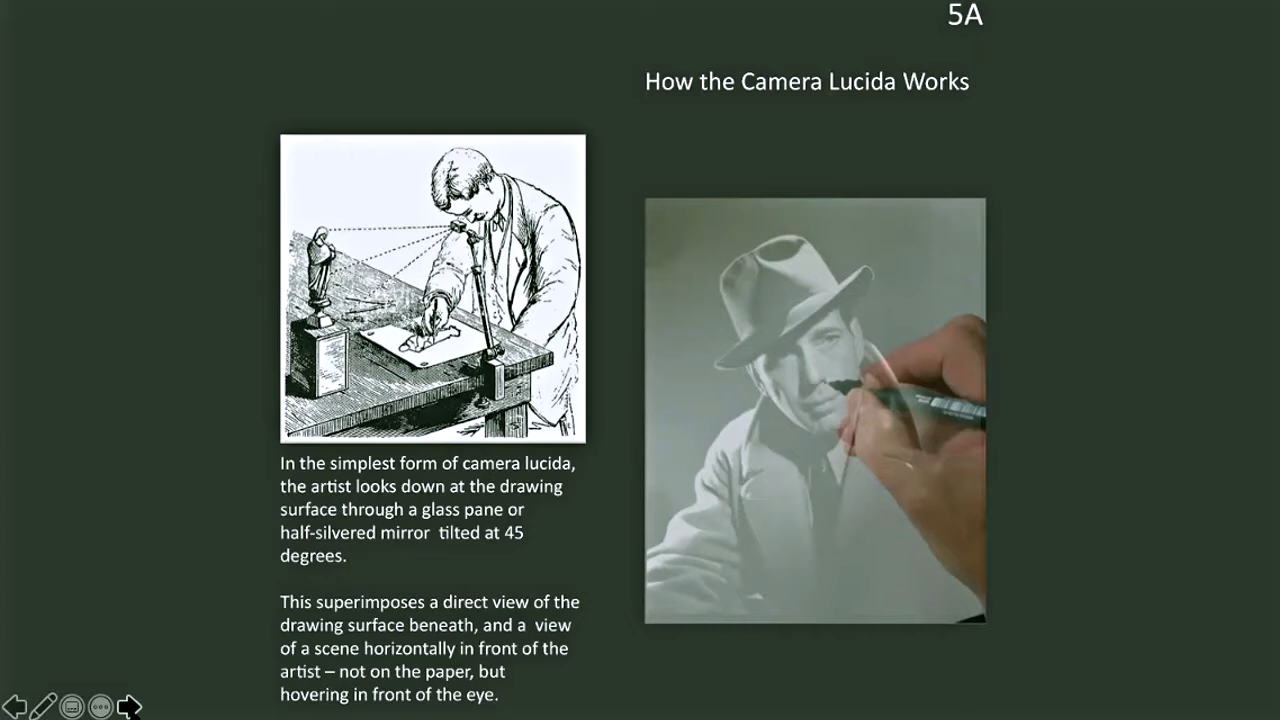 5A
How the Camera Lucida Works
In the simplest form of camera lucida,
the artist looks down at the drawing
surface through a glass pane or
half-silvered mirror  tilted at 45
degrees.
This superimposes a direct view of the
drawing surface beneath, and a  view
of a scene horizontally in front of the
artist – not on the paper, but
hovering in front of the eye.